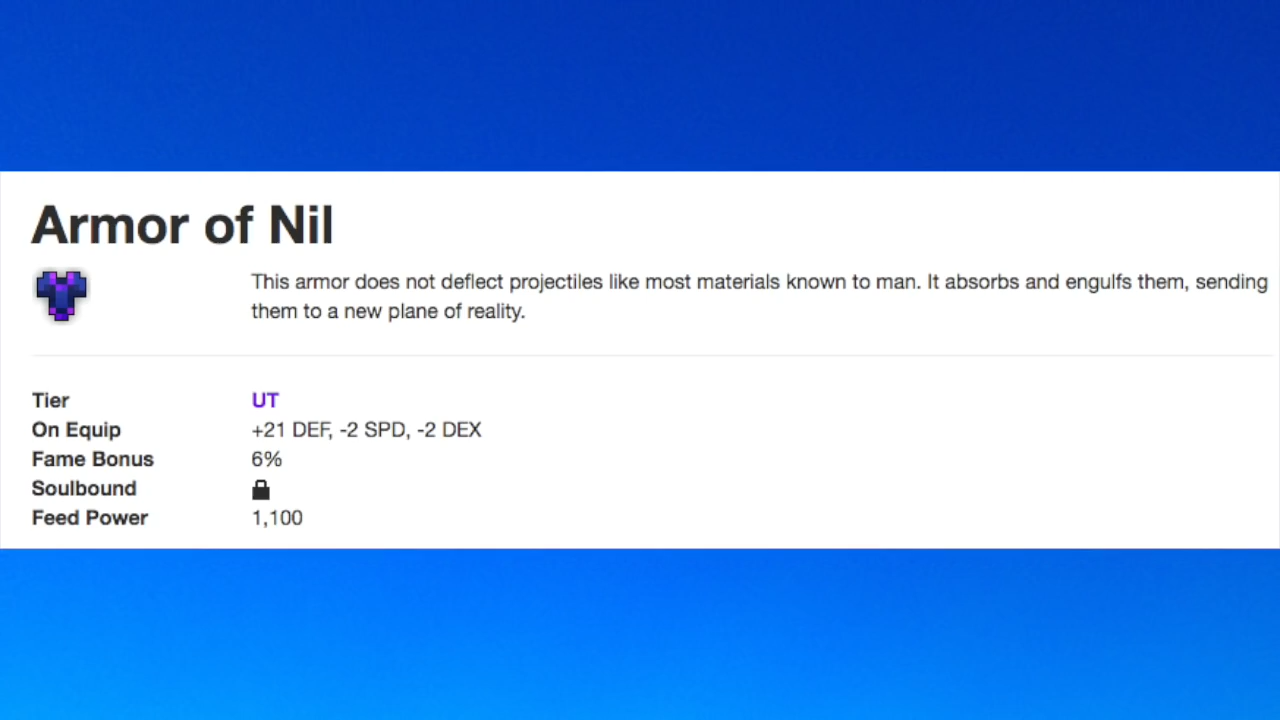 Armor of Nil
This armor does not deflect projectiles like most materials known to man. It absorbs and engulfs them, sending
them to a new plane of reality.
Tier UT
On Equip +21 DEF, -2 SPD, -2 DEX
Fame Bonus 6%
Soulbound
Feed Power 1,100